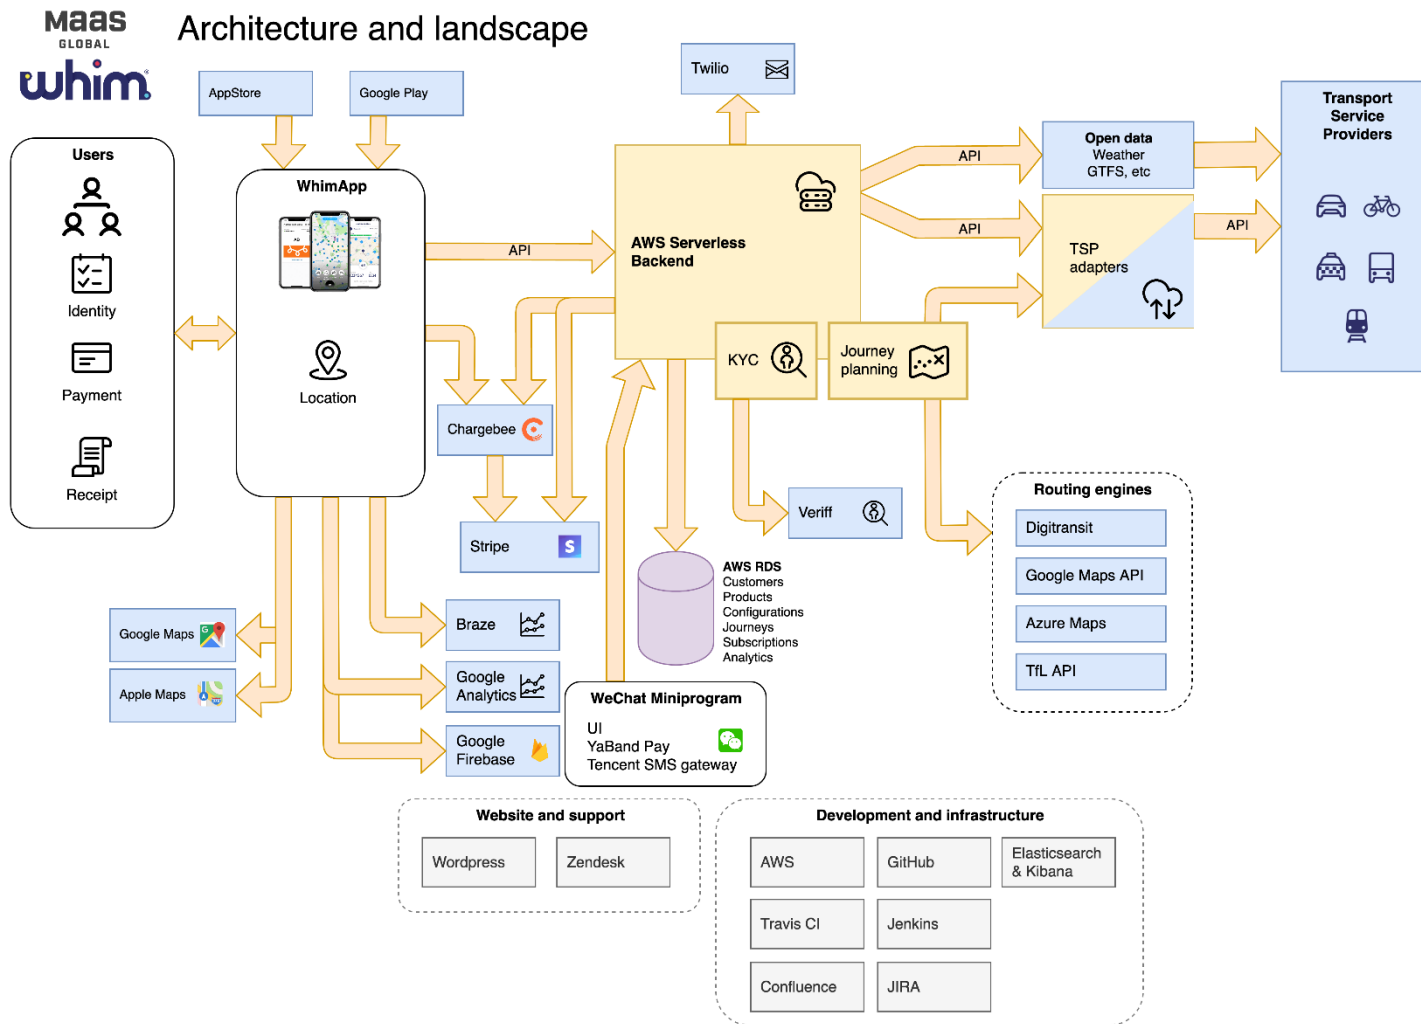 MaaS
GLOBAL
whim
Architecture and landscape
AppStore
Google Play
Twilio
Users
Identity
Payment
Receipt
WhimApp
Location
API
AWS Serverless
Backend
KYC
Journey
planning
API
API
Open data
Weather
GTFS, etc
TSP
adapters
API
Transport
Service
Providers
Chargebee
Stripe
Veriff
Routing engines
Digitransit
Google Maps API
Azure Maps
TfL API
AWS RDS
Customers
Products
Configurations
Journeys
Subscriptions
Analytics
Google Maps
Apple Maps
Braze
Google
Analytics
Google
Firebase
WeChat Miniprogram
UI
YaBand Pay
Tencent SMS gateway
Website and support
Wordpress
Zendesk
Development and infrastructure
AWS
GitHub
Elasticsearch
& Kibana
Travis CI
Jenkins
Confluence
JIRA